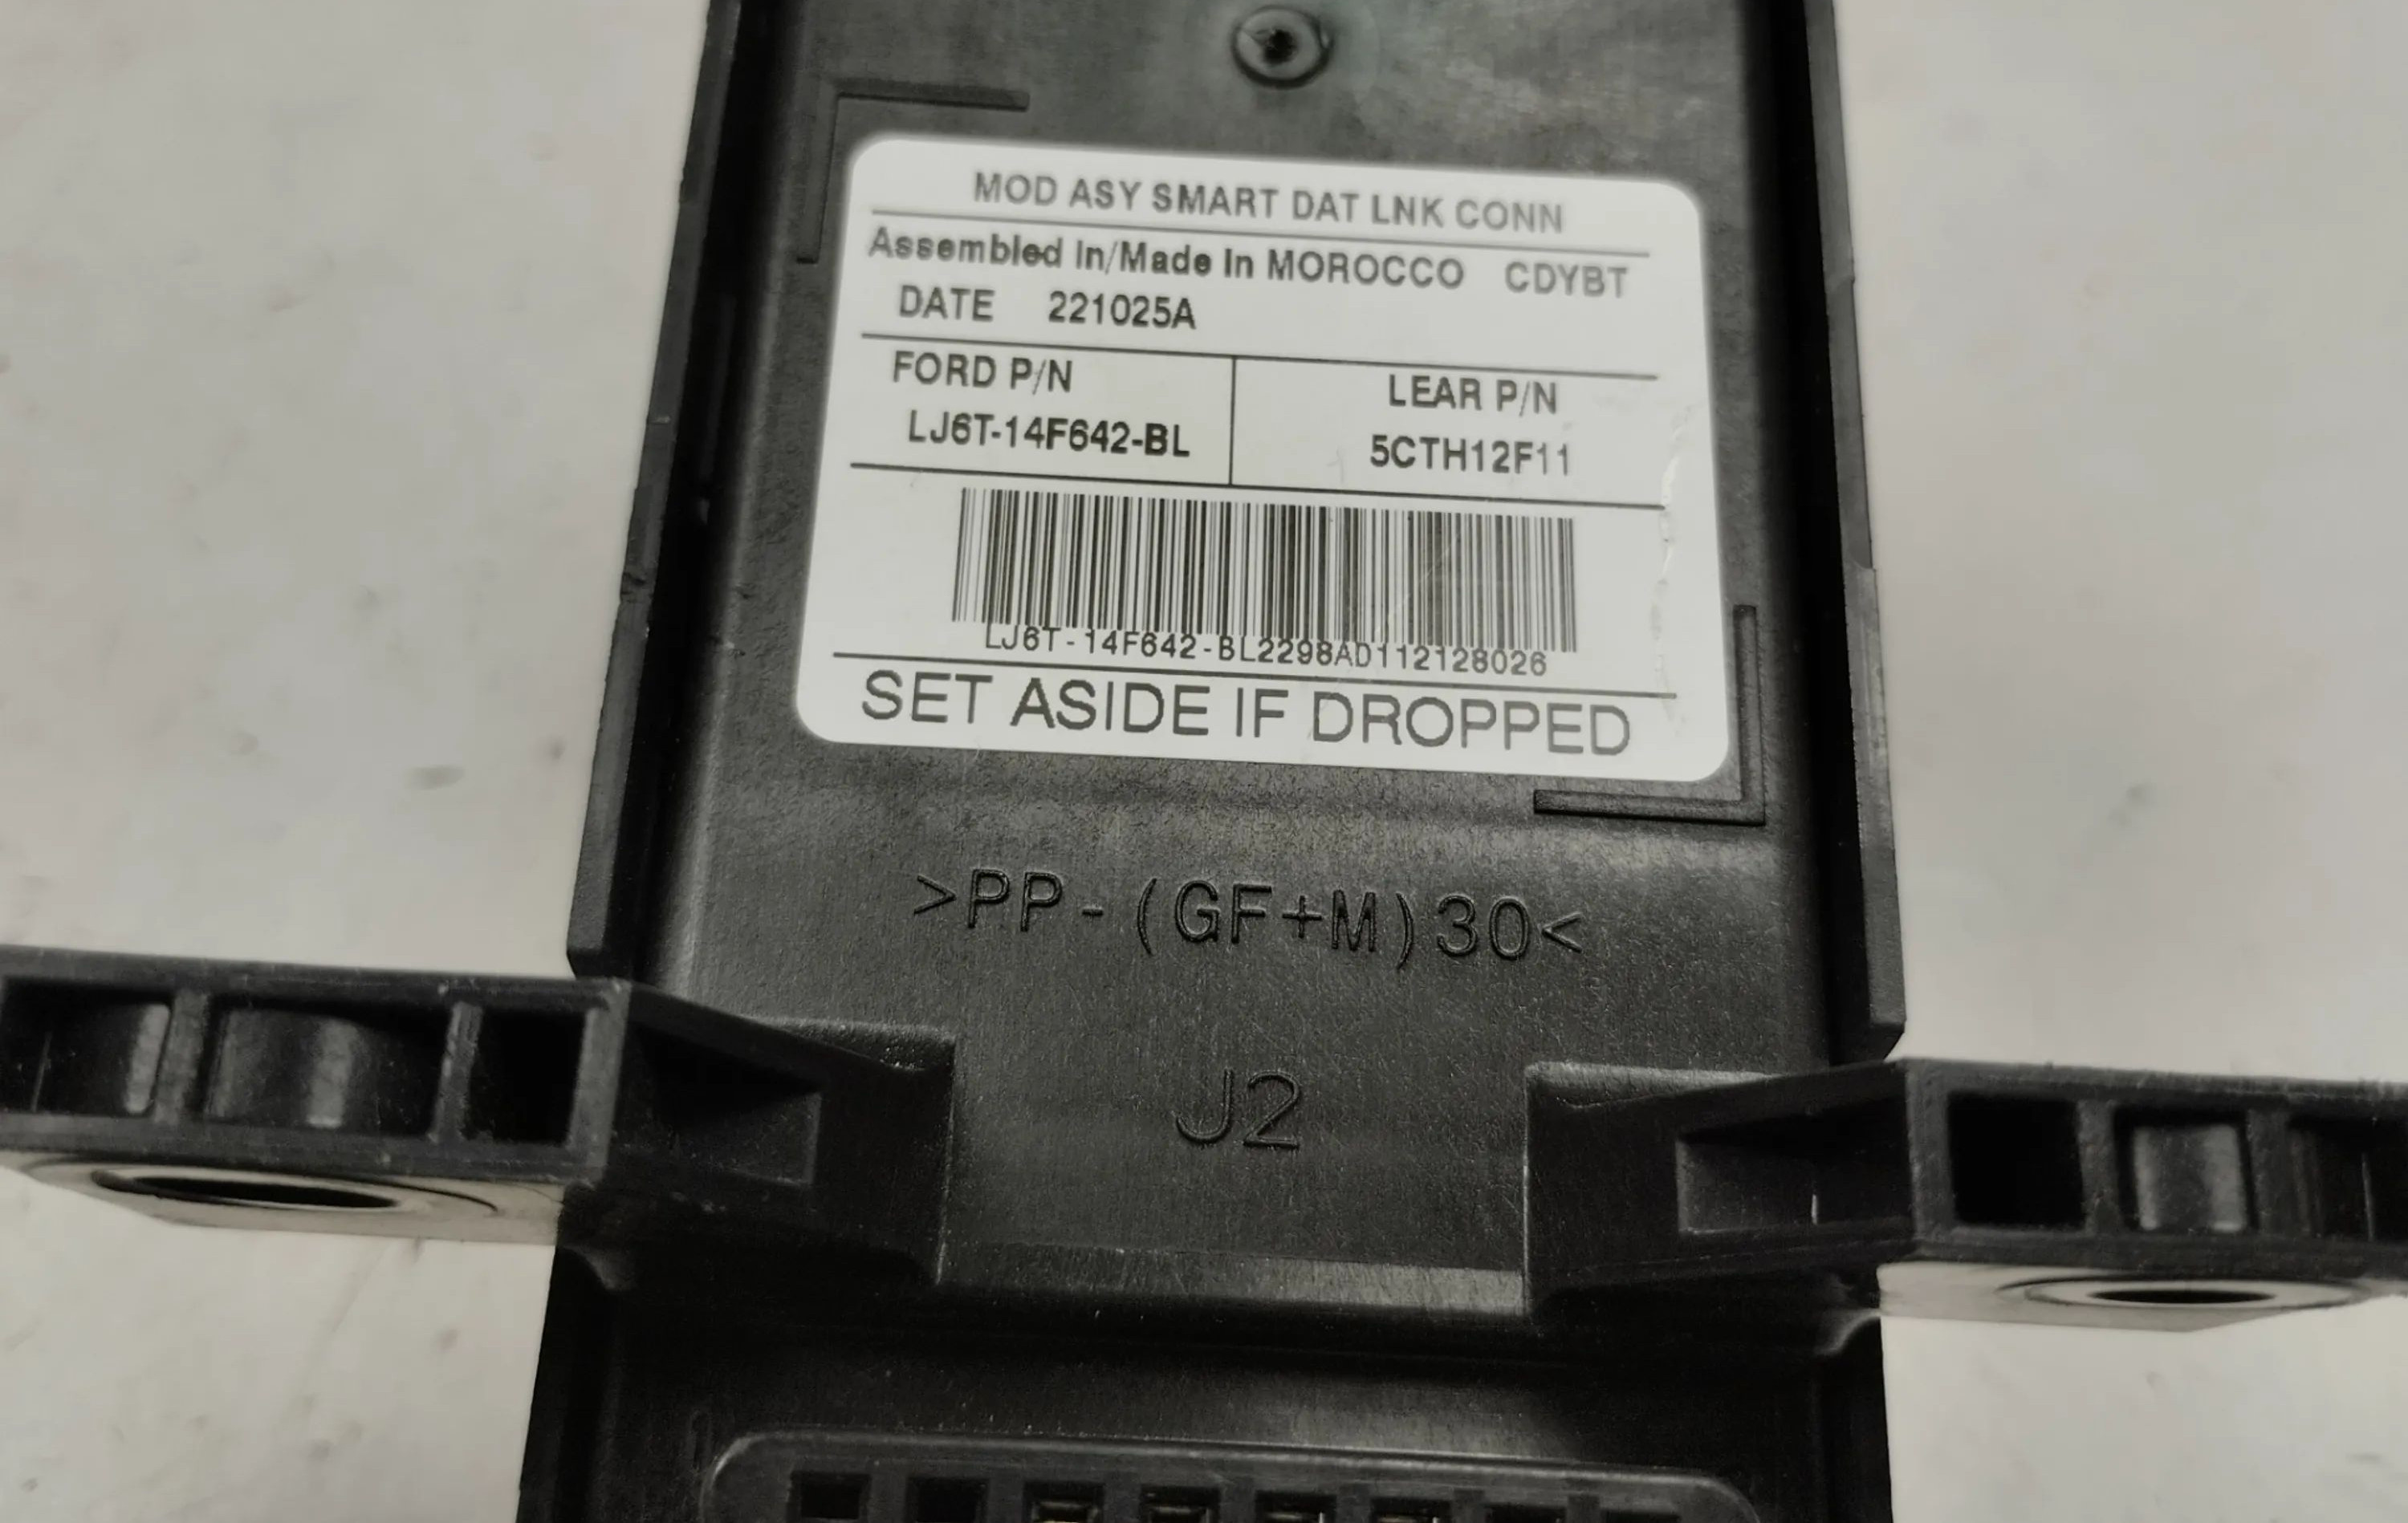 MOD ASY SMART DAT LNK CONN
Assembled In/Made In MOROCCO CDYBT
DATE 221025A
FORD P/N LEAR P/N
LJ6T-14F642-BL 5CTH12F11
LJ6T-14F642-BL2298AD112128026
SET ASIDE IF DROPPED
>PP-(GF+M)30<
J2